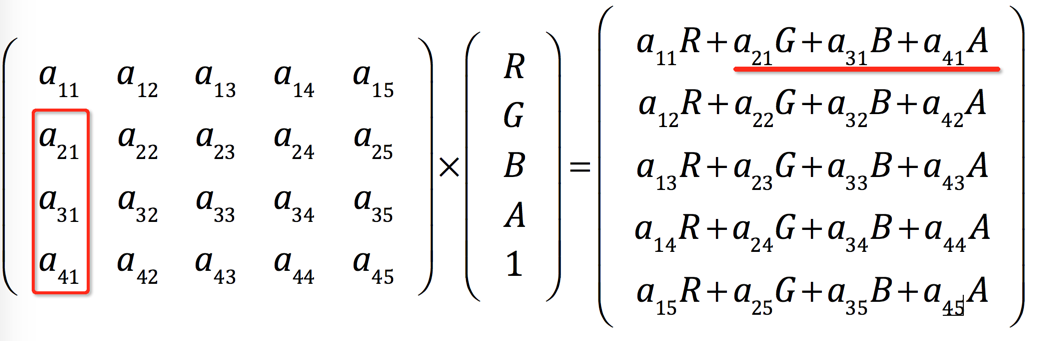 a₁₁ a₁₂ a₁₃ a₁₄ a₁₅
a₂₁ a₂₂ a₂₃ a₂₄ a₂₅
a₃₁ a₃₂ a₃₃ a₃₄ a₃₅
a₄₁ a₄₂ a₄₃ a₄₄ a₄₅
×
R
G
B
A
1
=
a₁₁R+a₂₁G+a₃₁B+a₄₁A
a₁₂R+a₂₂G+a₃₂B+a₄₂A
a₁₃R+a₂₃G+a₃₃B+a₄₃A
a₁₄R+a₂₄G+a₃₄B+a₄₄A
a₁₅R+a₂₅G+a₃₅B+a₄₅A